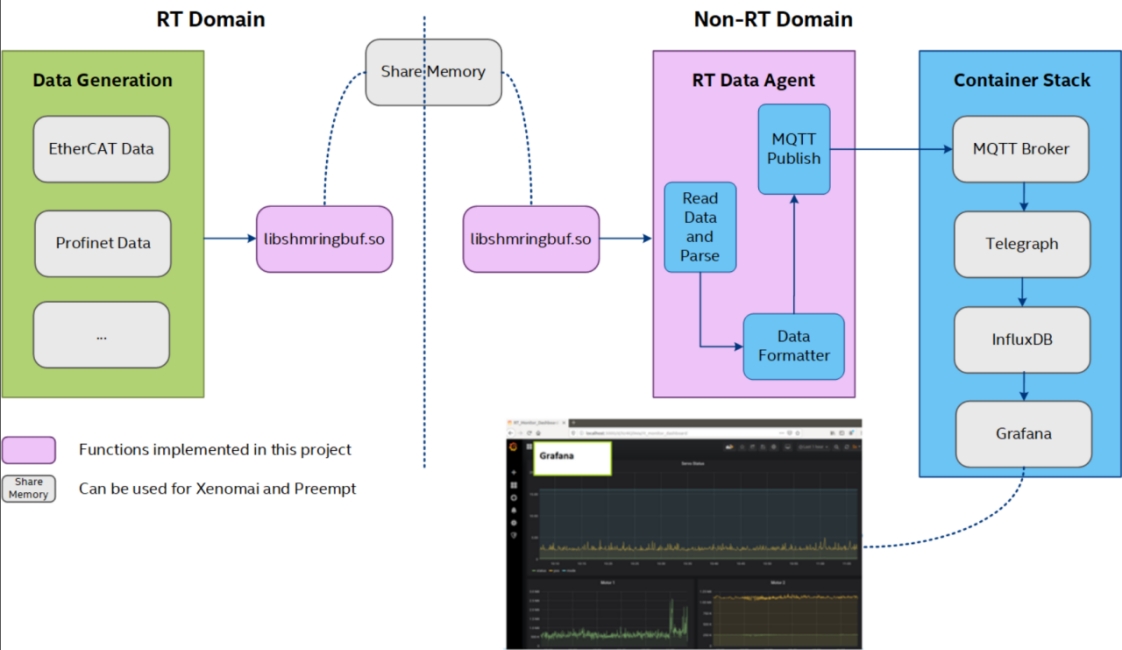 RT Domain
Non-RT Domain
Share Memory
Data Generation
EtherCAT Data
Profinet Data
...
libshmringbuf.so
libshmringbuf.so
RT Data Agent
MQTT
Publish
Read
Data
and
Parse
Data
Formatter
Container Stack
MQTT Broker
Telegraph
InfluxDB
Grafana
Functions implemented in this project
Share
Memory
Can be used for Xenomai and Preempt
Grafana